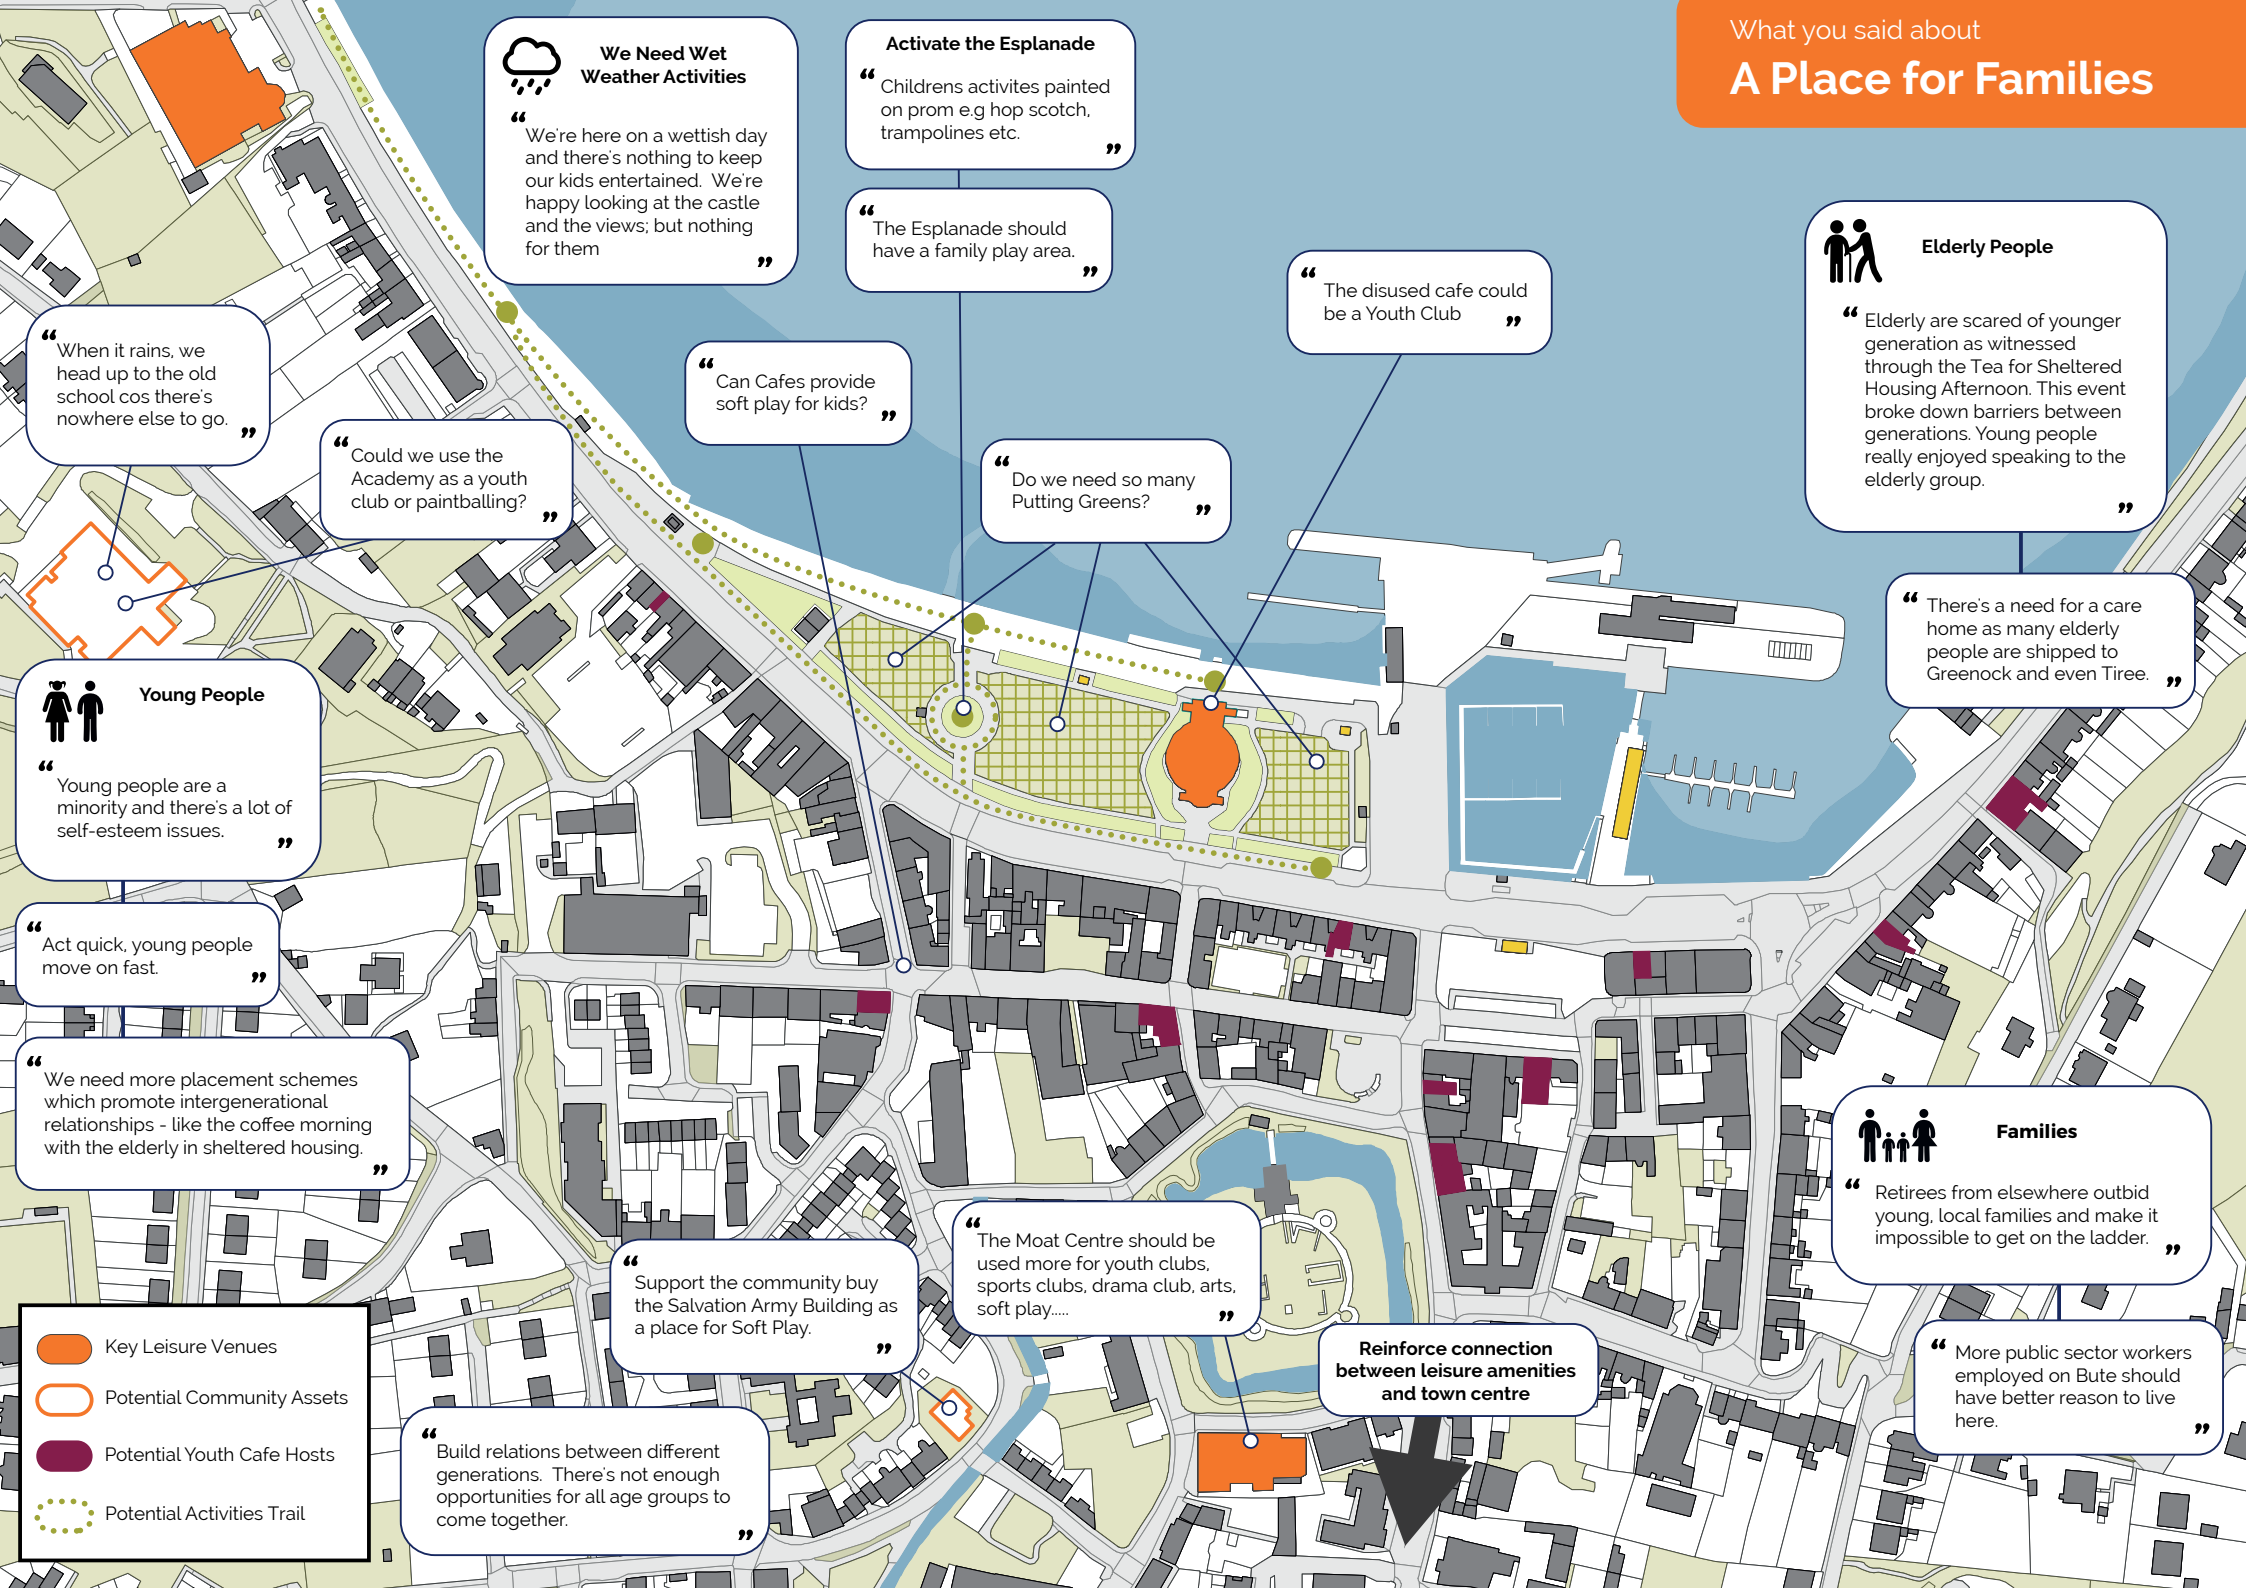 What you said about
A Place for Families
We Need Wet
Weather Activities
“
We're here on a wettish day
and there's nothing to keep
our kids entertained.  We're
happy looking at the castle
and the views; but nothing
for them
”
Activate the Esplanade
“
Childrens activites painted
on prom e.g hop scotch,
trampolines etc.
”
“
The Esplanade should
have a family play area.
”
“
The disused cafe could
be a Youth Club
”
Elderly People
“
Elderly are scared of younger
generation as witnessed
through the Tea for Sheltered
Housing Afternoon. This event
broke down barriers between
generations. Young people
really enjoyed speaking to the
elderly group.
”
“
When it rains, we
head up to the old
school cos there's
nowhere else to go.
”
“
Could we use the
Academy as a youth
club or paintballing?
”
“
Can Cafes provide
soft play for kids?
”
“
Do we need so many
Putting Greens?
”
“
There's a need for a care
home as many elderly
people are shipped to
Greenock and even Tiree.
”
Young People
“
Young people are a
minority and there's a lot of
self-esteem issues.
”
“
Act quick, young people
move on fast.
”
“
We need more placement schemes
which promote intergenerational
relationships - like the coffee morning
with the elderly in sheltered housing.
”
Families
“
Retirees from elsewhere outbid
young, local families and make it
impossible to get on the ladder.
”
“
Support the community buy
the Salvation Army Building as
a place for Soft Play.
”
“
The Moat Centre should be
used more for youth clubs,
sports clubs, drama club, arts,
soft play.....
”
Reinforce connection
between leisure amenities
and town centre
“
More public sector workers
employed on Bute should
have better reason to live
here.
”
Key Leisure Venues
Potential Community Assets
Potential Youth Cafe Hosts
Potential Activities Trail
“
Build relations between different
generations.  There's not enough
opportunities for all age groups to
come together.
”